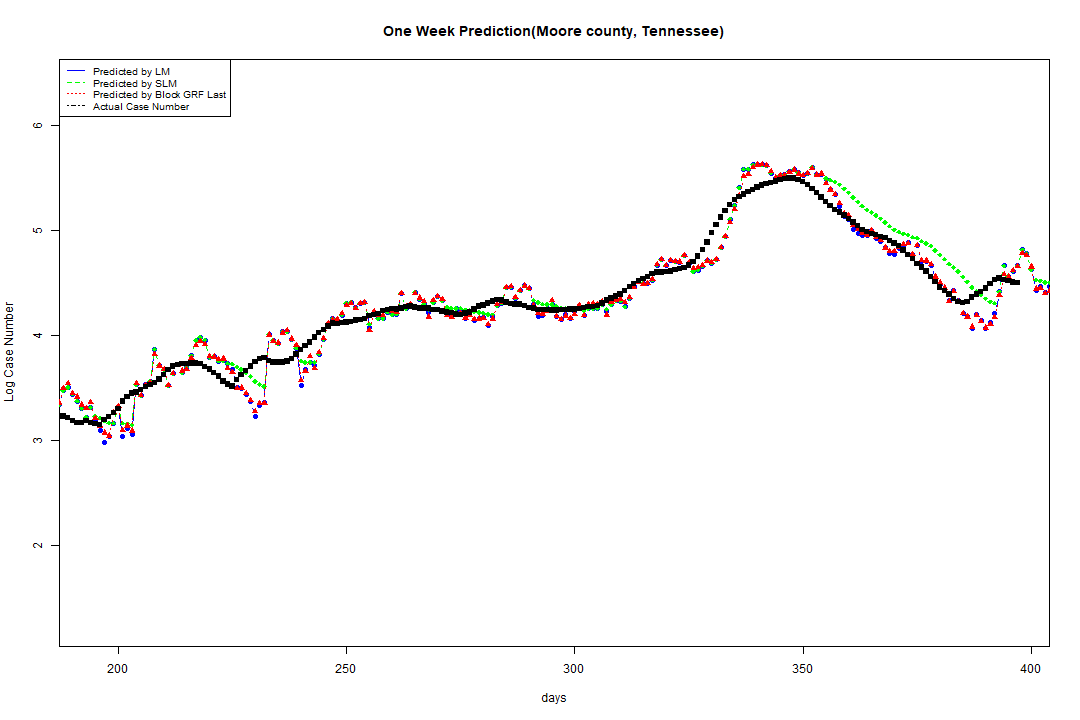 One Week Prediction(Moore county, Tennessee)
Predicted by LM
Predicted by SLM
Predicted by Block GRF Last
Actual Case Number
6
5
4
3
2
Log Case Number
200 250 300 350 400
days